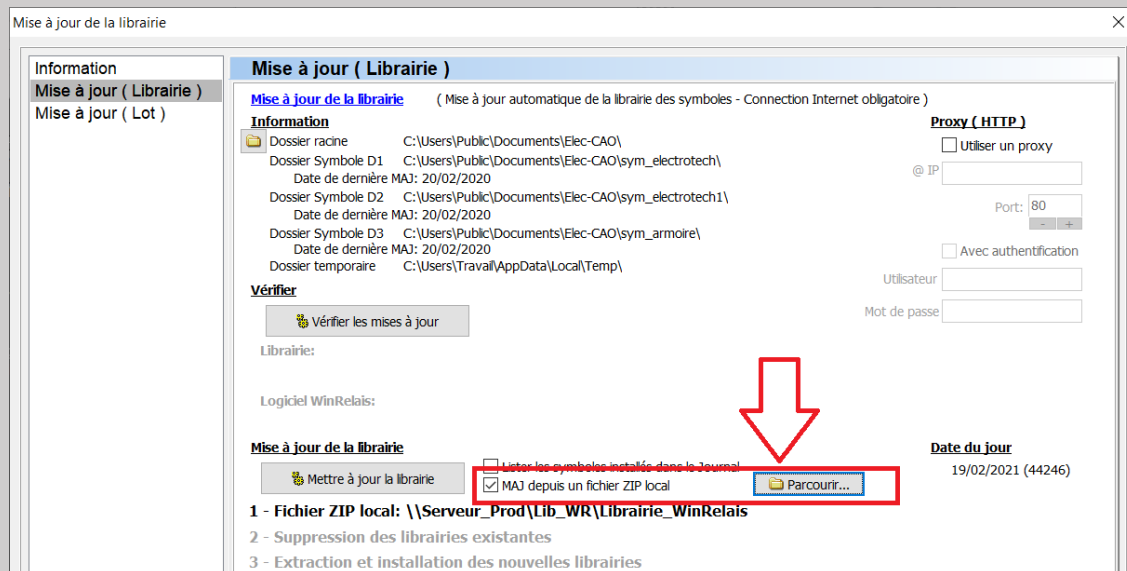 Mise à jour de la librairie
Information
Mise à jour ( Librairie )
Mise à jour ( Lot )
Mise à jour ( Librairie )
Mise à jour de la librairie ( Mise à jour automatique de la librairie des symboles - Connection Internet obligatoire )
Information
Dossier racine C:\Users\Public\Documents\Elec-CAO\
Dossier Symbole D1 C:\Users\Public\Documents\Elec-CAO\sym_electrotech\
Date de dernière MAJ: 20/02/2020
Dossier Symbole D2 C:\Users\Public\Documents\Elec-CAO\sym_electrotech1\
Date de dernière MAJ: 20/02/2020
Dossier Symbole D3 C:\Users\Public\Documents\Elec-CAO\sym_armoire\
Date de dernière MAJ: 20/02/2020
Dossier temporaire C:\Users\Travail\AppData\Local\Temp\
Proxy ( HTTP )
Utiliser un proxy
@ IP
Port: 80
- +
Avec authentification
Utilisateur
Mot de passe
Vérifier
Vérifier les mises à jour
Librairie:
Logiciel WinRelais:
Mise à jour de la librairie
Mettre à jour la librairie
Lister les symboles installés dans le Journal
MAJ depuis un fichier ZIP local
Parcourir...
Date du jour
19/02/2021 (44246)
1 - Fichier ZIP local: \\Serveur_Prod\Lib_WR\Librairie_WinRelais
2 - Suppression des librairies existantes
3 - Extraction et installation des nouvelles librairies